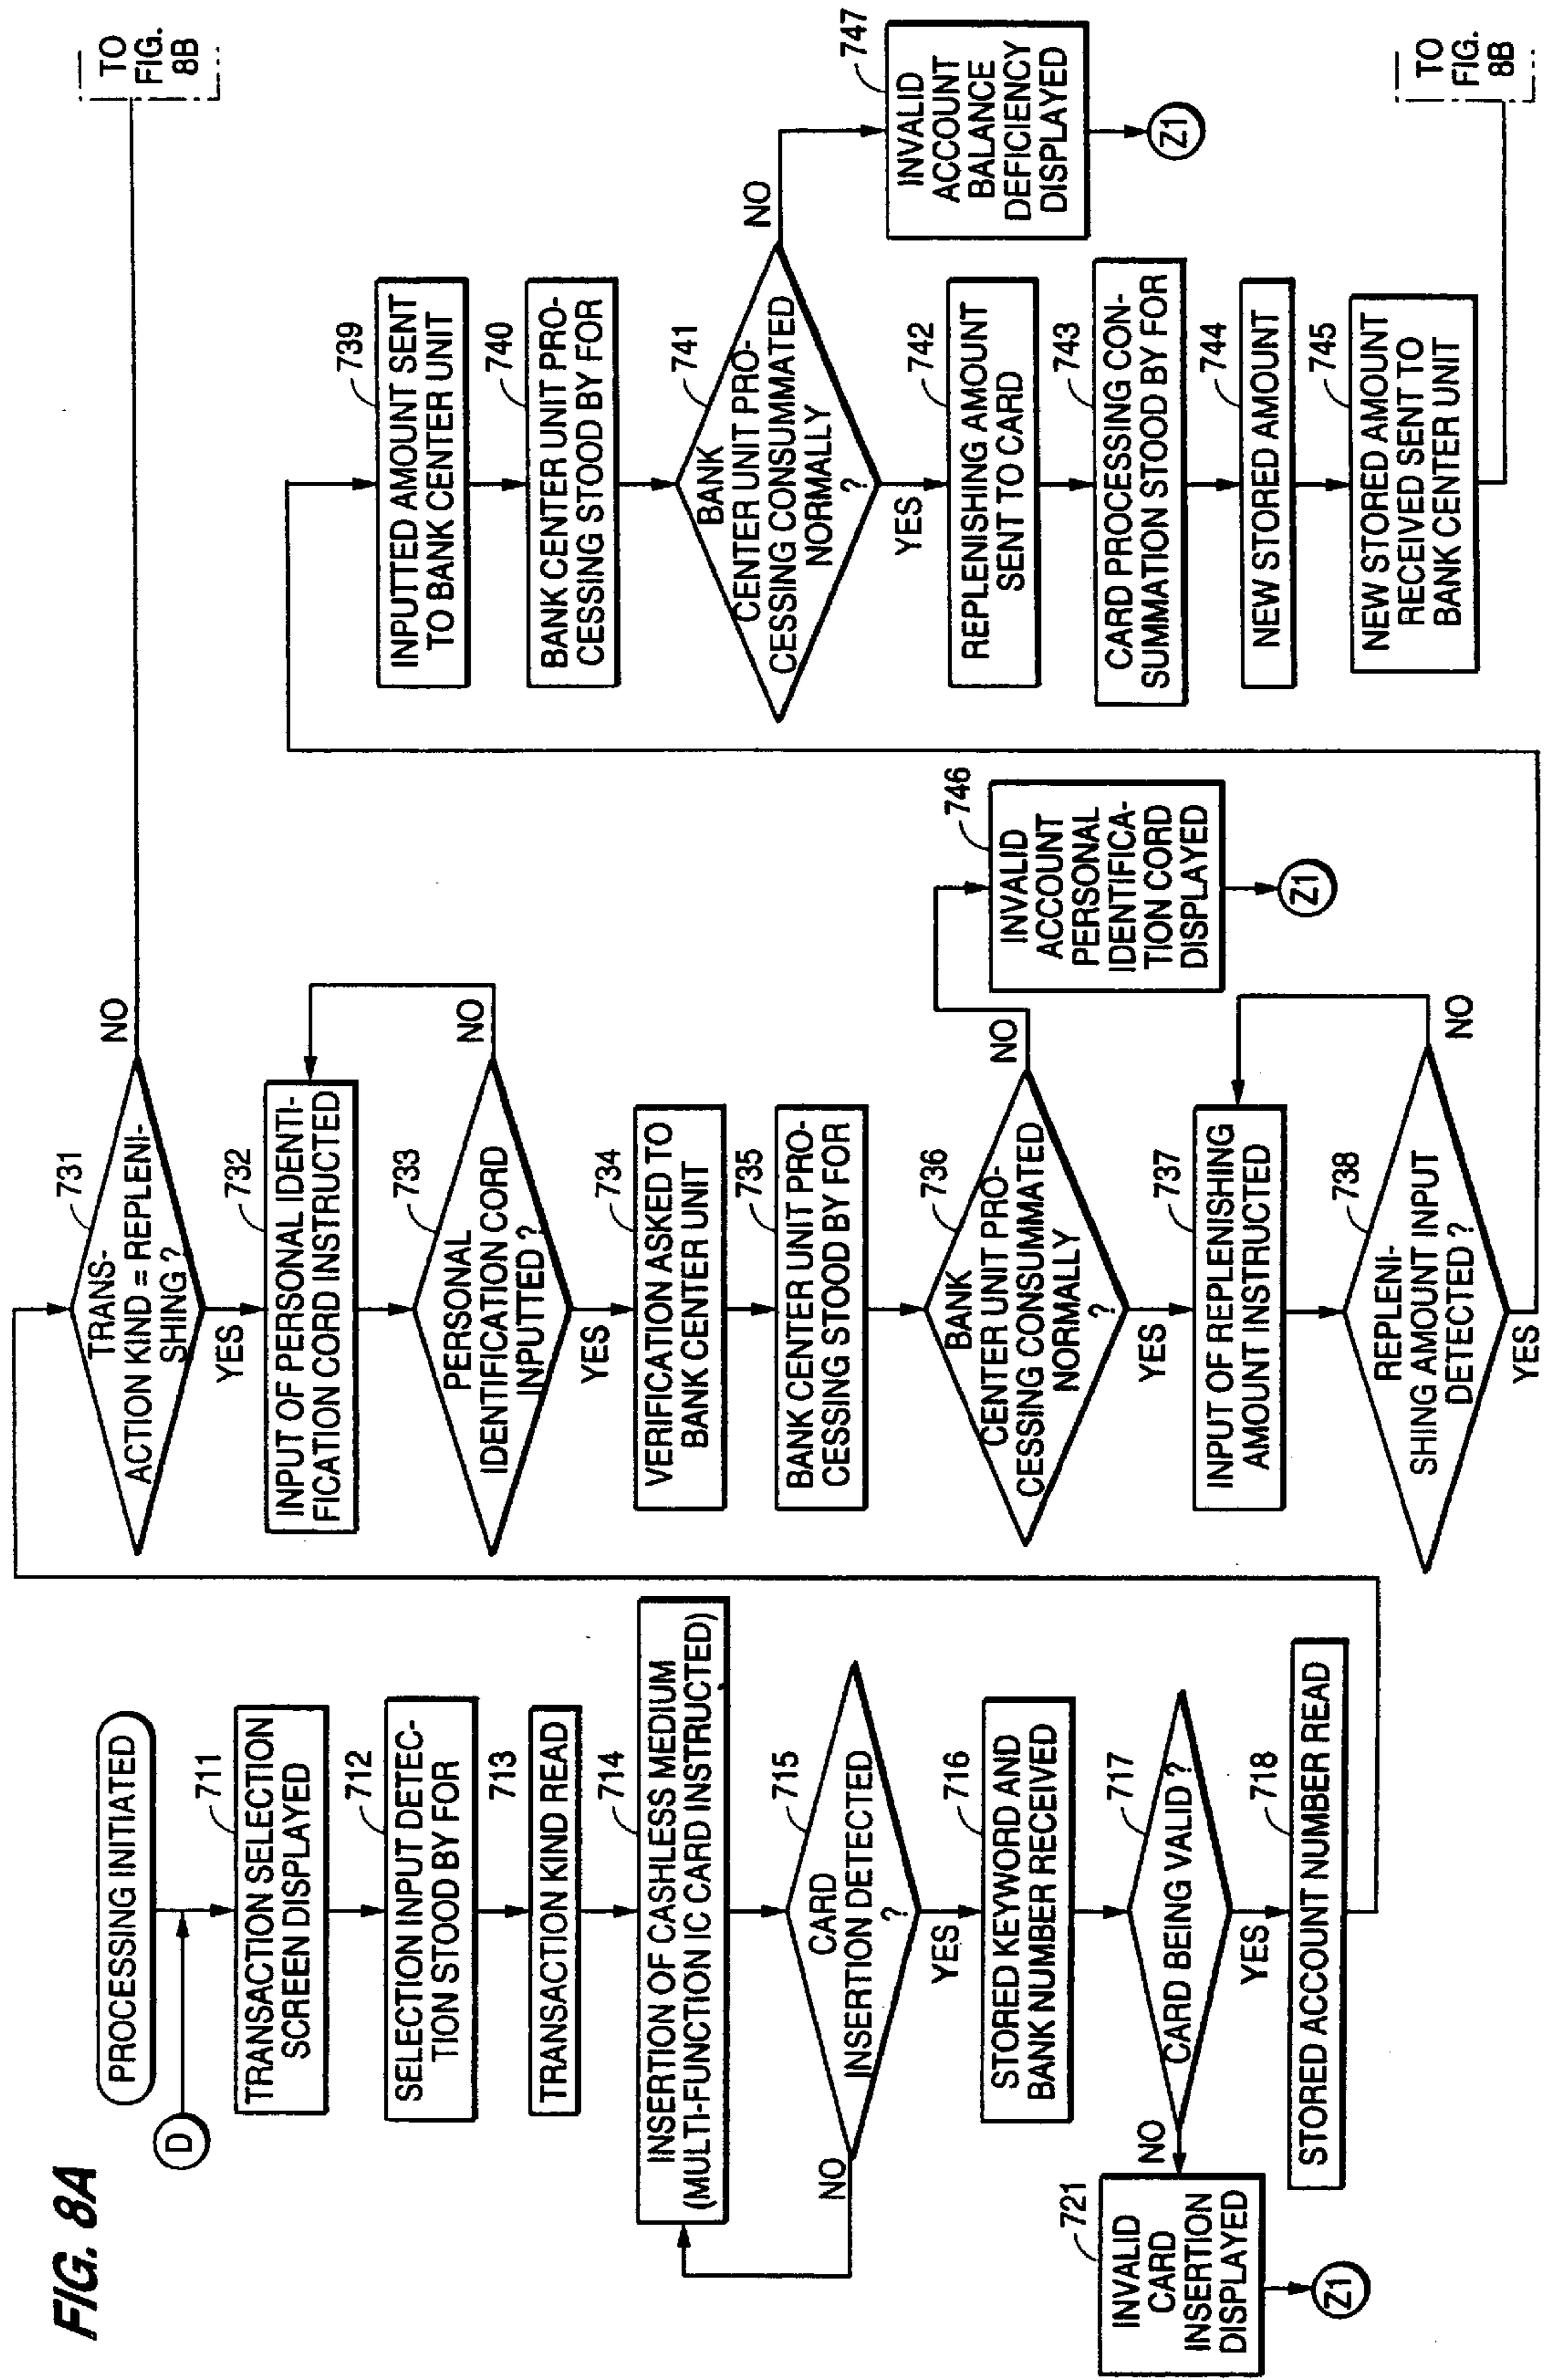 FIG. 8A
PROCESSING INITIATED
D
711
TRANSACTION SELECTION
SCREEN DISPLAYED
712
SELECTION INPUT DETEC-
TION STOOD BY FOR
713
TRANSACTION KIND READ
714
INSERTION OF CASHLESS MEDIUM
(MULTI-FUNCTION IC CARD INSTRUCTED)
715
CARD
INSERTION DETECTED
?
NO
YES
716
STORED KEYWORD AND
BANK NUMBER RECEIVED
717
CARD BEING VALID ?
NO
YES
721
INVALID
CARD
INSERTION
DISPLAYED
Z1
718
STORED ACCOUNT NUMBER READ
731
TRANS-
ACTION KIND = REPLENI-
SHING ?
NO
YES
TO
FIG.
8B
732
INPUT OF PERSONAL IDENTI-
FICATION CORD INSTRUCTED
733
PERSONAL
IDENTIFICATION CORD
INPUTTED ?
NO
YES
734
VERIFICATION ASKED TO
BANK CENTER UNIT
735
BANK CENTER UNIT PRO-
CESSING STOOD BY FOR
736
BANK
CENTER UNIT PRO-
CESSING CONSUMMATED
NORMALLY
?
NO
YES
746
INVALID
ACCOUNT
PERSONAL
IDENTIFICA-
TION CORD
DISPLAYED
Z1
737
INPUT OF REPLENISHING
AMOUNT INSTRUCTED
738
REPLENI-
SHING AMOUNT INPUT
DETECTED ?
NO
YES
739
INPUTTED AMOUNT SENT
TO BANK CENTER UNIT
740
BANK CENTER UNIT PRO-
CESSING STOOD BY FOR
741
BANK
CENTER UNIT PRO-
CESSING CONSUMMATED
NORMALLY
?
NO
YES
747
INVALID
ACCOUNT
BALANCE
DEFICIENCY
DISPLAYED
Z1
742
REPLENISHING AMOUNT
SENT TO CARD
743
CARD PROCESSING CON-
SUMMATION STOOD BY FOR
744
NEW STORED AMOUNT
745
NEW STORED AMOUNT
RECEIVED SENT TO
BANK CENTER UNIT
TO
FIG.
8B